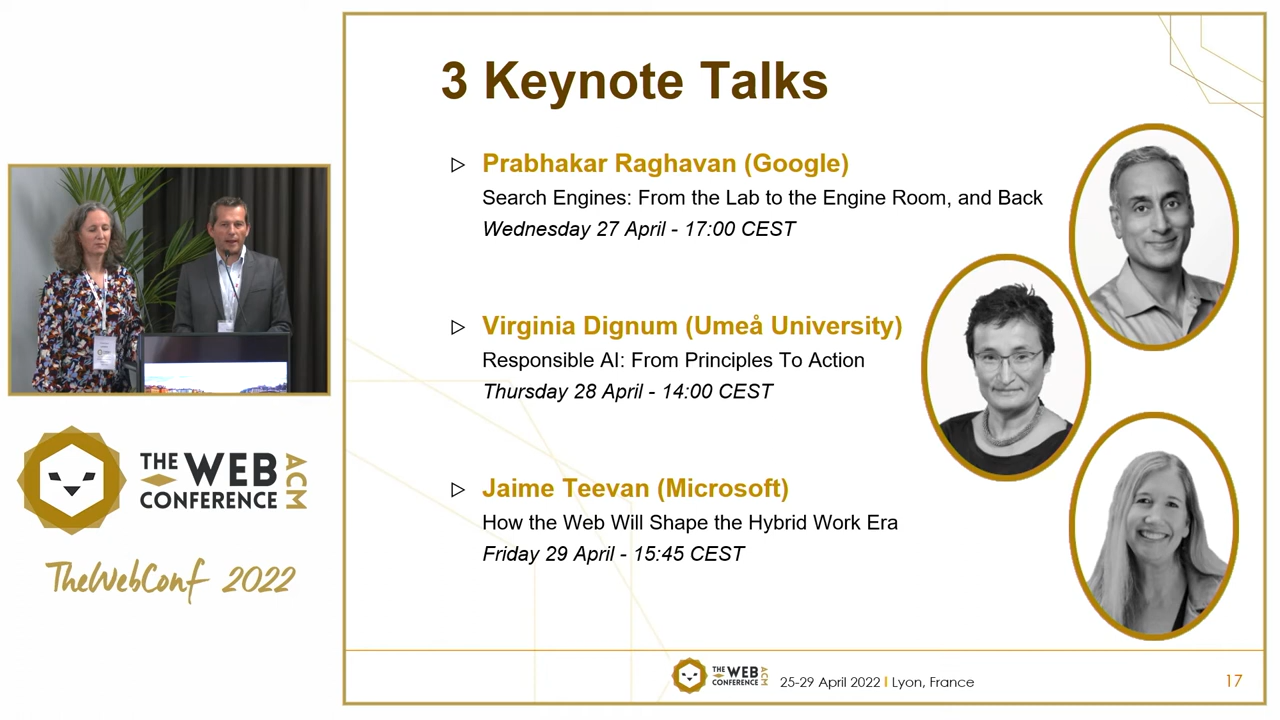 3 Keynote Talks
Prabhakar Raghavan (Google)
Search Engines: From the Lab to the Engine Room, and Back
Wednesday 27 April - 17:00 CEST
Virginia Dignum (Umeå University)
Responsible AI: From Principles To Action
Thursday 28 April - 14:00 CEST
Jaime Teevan (Microsoft)
How the Web Will Shape the Hybrid Work Era
Friday 29 April - 15:45 CEST
THE WEB
CONFERENCE
ACM
TheWebConf 2022
THE WEB
CONFERENCE
ACM
25-29 April 2022 I Lyon, France
17